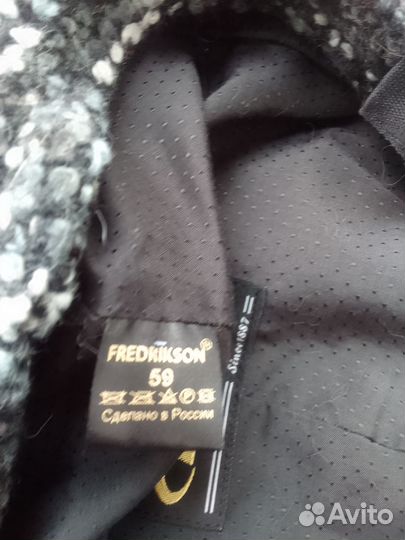 FREDRIKSON®
59
Сделано в России
Since 1887
Avito